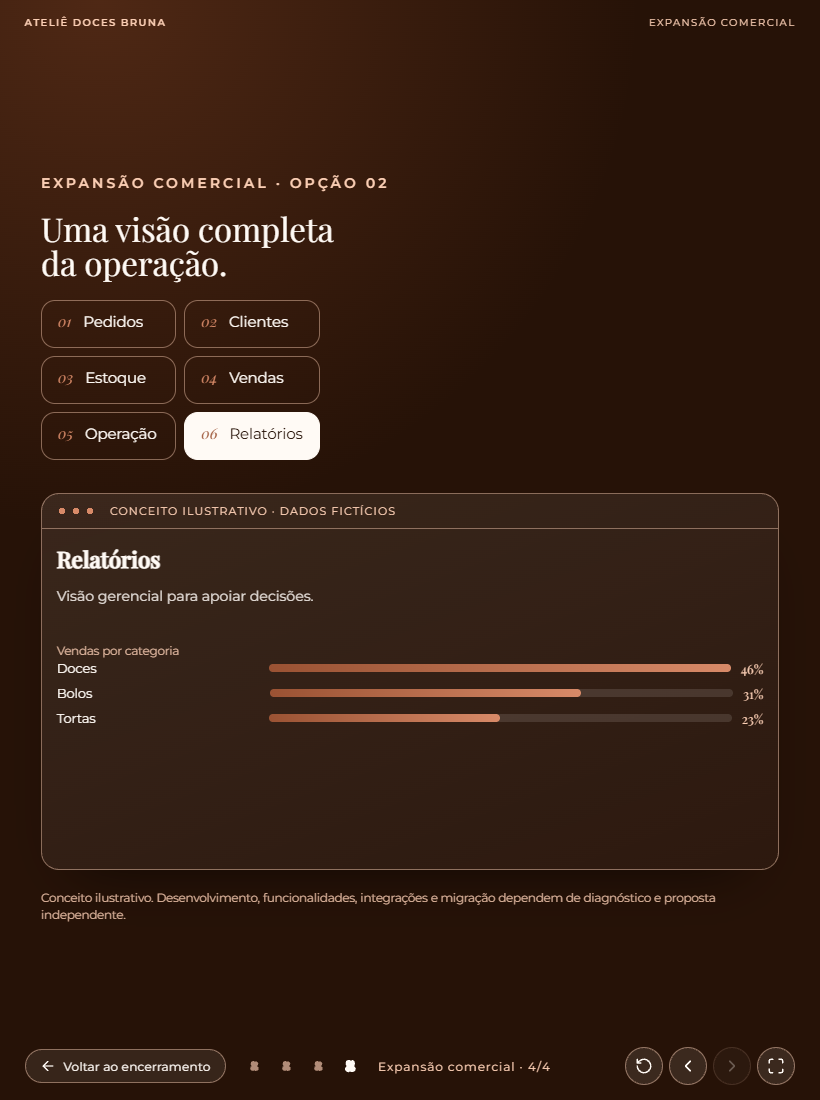 ATELIÊ DOCES BRUNA
EXPANSÃO COMERCIAL
EXPANSÃO COMERCIAL · OPÇÃO 02
Uma visão completa
da operação.
01 Pedidos
02 Clientes
03 Estoque
04 Vendas
05 Operação
06 Relatórios
CONCEITO ILUSTRATIVO · DADOS FICTÍCIOS
Relatórios
Visão gerencial para apoiar decisões.
Vendas por categoria
Doces 46%
Bolos 31%
Tortas 23%
Conceito ilustrativo. Desenvolvimento, funcionalidades, integrações e migração dependem de diagnóstico e proposta
independente.
Voltar ao encerramento
Expansão comercial · 4/4